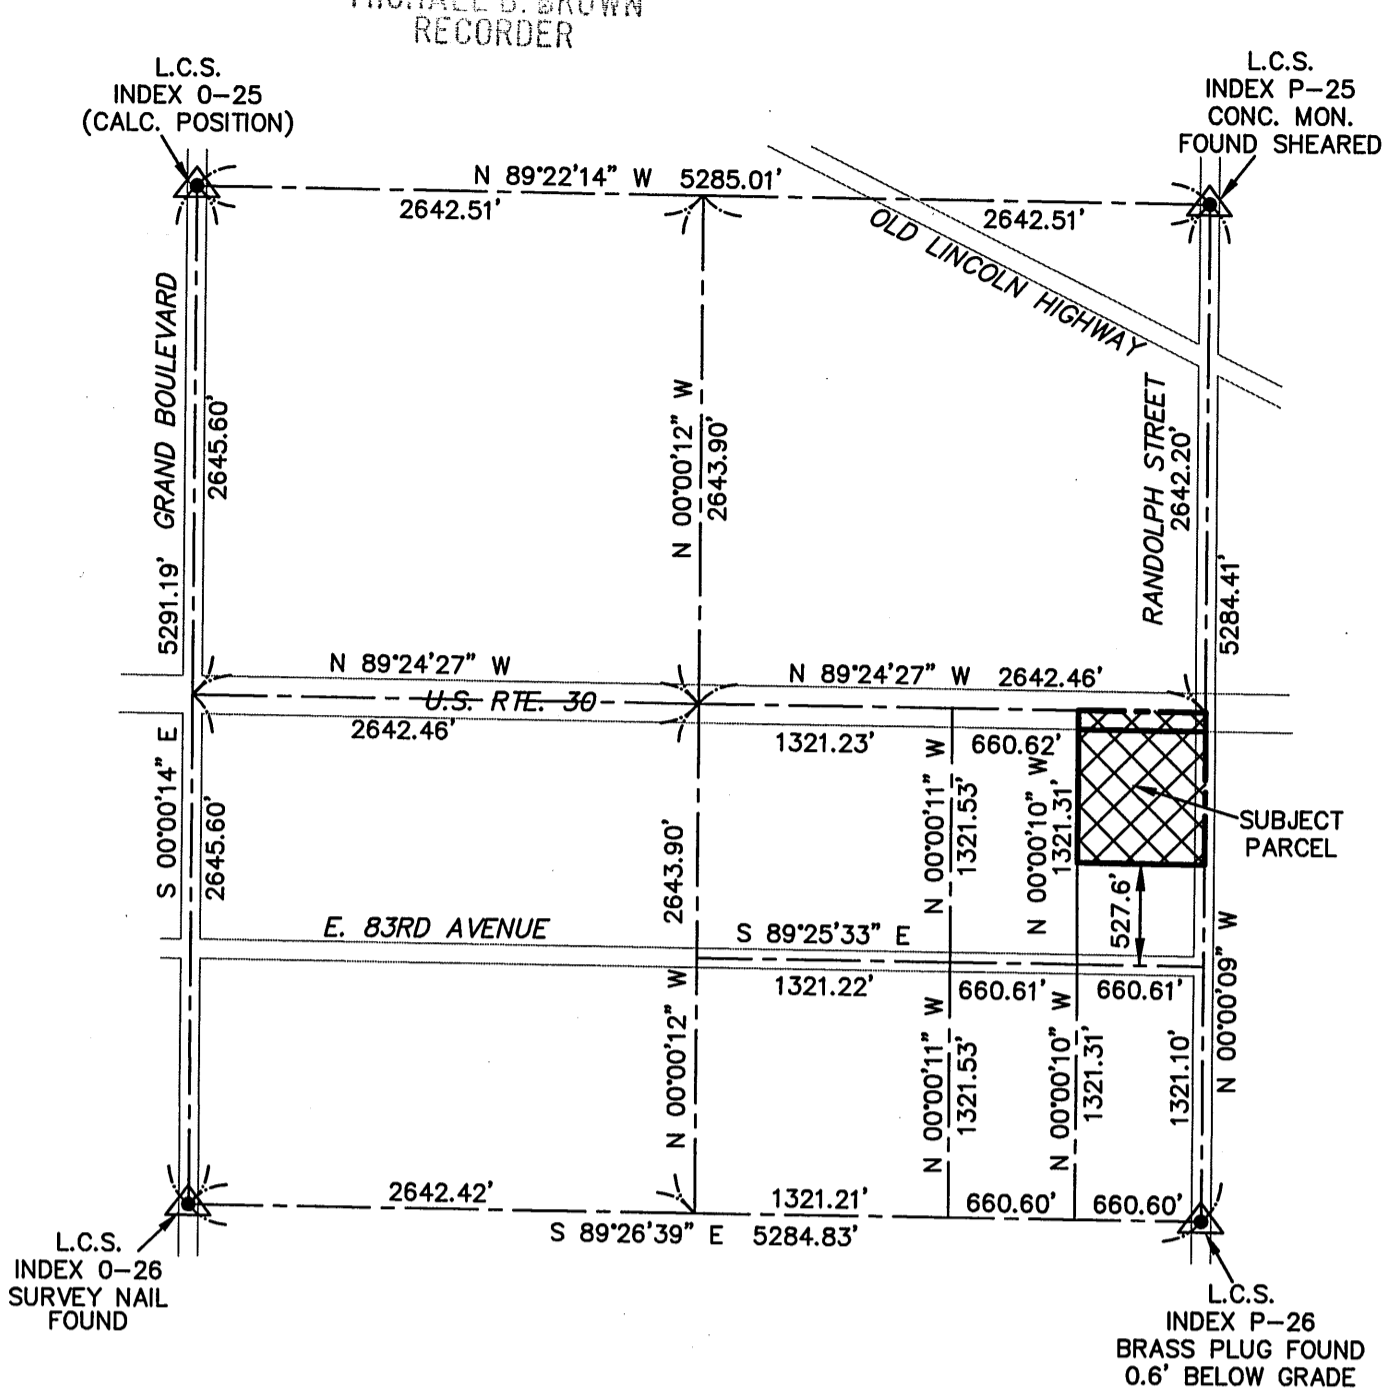 B. BROWN
RECORDER
L.C.S.
INDEX O-25
(CALC. POSITION)
L.C.S.
INDEX P-25
CONC. MON.
FOUND SHEARED
N 89°22'14" W 5285.01'
2642.51'
2642.51'
OLD LINCOLN HIGHWAY
GRAND BOULEVARD
5291.19'
2645.60'
N 00°00'12" W
2643.90'
RANDOLPH STREET
2642.20'
5284.41'
N 89°24'27" W
N 89°24'27" W 2642.46'
U.S. RTE. 30
2642.46'
1321.23'
660.62'
S 00°00'14" E
2645.60'
2643.90'
N 00°00'11" W
1321.53'
N 00°00'10" W
1321.31'
SUBJECT
PARCEL
527.6'
E. 83RD AVENUE
S 89°25'33" E
1321.22'
660.61'
660.61'
N 00°00'12" W
N 00°00'11" W
1321.53'
N 00°00'10" W
1321.31'
1321.10'
N 00°00'09" W
2642.42'
1321.21'
660.60'
660.60'
S 89°26'39" E 5284.83'
L.C.S.
INDEX O-26
SURVEY NAIL
FOUND
L.C.S.
INDEX P-26
BRASS PLUG FOUND
0.6' BELOW GRADE